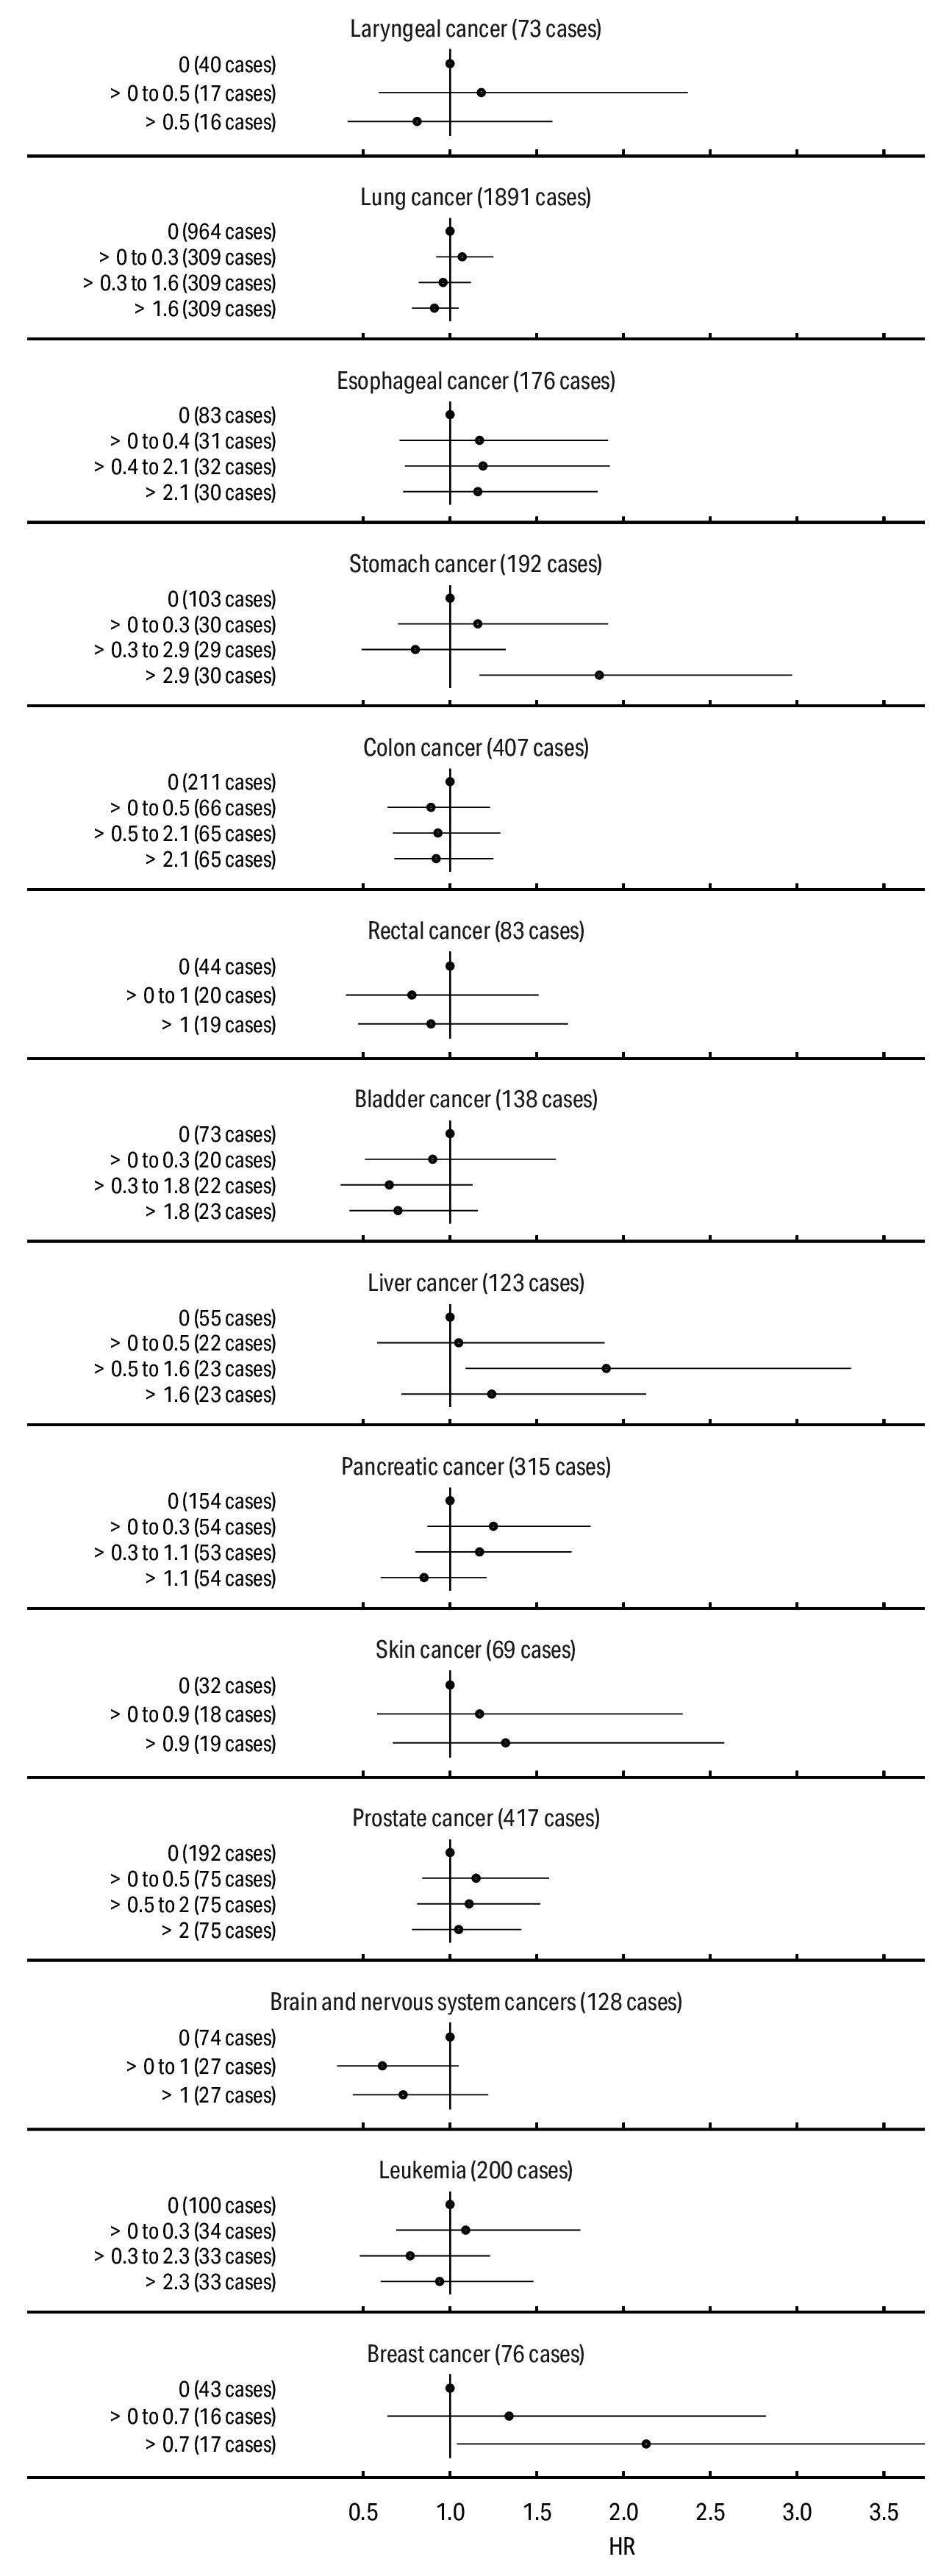 Laryngeal cancer (73 cases)
0 (40 cases)
> 0 to 0.5 (17 cases)
> 0.5 (16 cases)
Lung cancer (1891 cases)
0 (964 cases)
> 0 to 0.3 (309 cases)
> 0.3 to 1.6 (309 cases)
> 1.6 (309 cases)
Esophageal cancer (176 cases)
0 (83 cases)
> 0 to 0.4 (31 cases)
> 0.4 to 2.1 (32 cases)
> 2.1 (30 cases)
Stomach cancer (192 cases)
0 (103 cases)
> 0 to 0.3 (30 cases)
> 0.3 to 2.9 (29 cases)
> 2.9 (30 cases)
Colon cancer (407 cases)
0 (211 cases)
> 0 to 0.5 (66 cases)
> 0.5 to 2.1 (65 cases)
> 2.1 (65 cases)
Rectal cancer (83 cases)
0 (44 cases)
> 0 to 1 (20 cases)
> 1 (19 cases)
Bladder cancer (138 cases)
0 (73 cases)
> 0 to 0.3 (20 cases)
> 0.3 to 1.8 (22 cases)
> 1.8 (23 cases)
Liver cancer (123 cases)
0 (55 cases)
> 0 to 0.5 (22 cases)
> 0.5 to 1.6 (23 cases)
> 1.6 (23 cases)
Pancreatic cancer (315 cases)
0 (154 cases)
> 0 to 0.3 (54 cases)
> 0.3 to 1.1 (53 cases)
> 1.1 (54 cases)
Skin cancer (69 cases)
0 (32 cases)
> 0 to 0.9 (18 cases)
> 0.9 (19 cases)
Prostate cancer (417 cases)
0 (192 cases)
> 0 to 0.5 (75 cases)
> 0.5 to 2 (75 cases)
> 2 (75 cases)
Brain and nervous system cancers (128 cases)
0 (74 cases)
> 0 to 1 (27 cases)
> 1 (27 cases)
Leukemia (200 cases)
0 (100 cases)
> 0 to 0.3 (34 cases)
> 0.3 to 2.3 (33 cases)
> 2.3 (33 cases)
Breast cancer (76 cases)
0 (43 cases)
> 0 to 0.7 (16 cases)
> 0.7 (17 cases)
0.5 1.0 1.5 2.0 2.5 3.0 3.5
HR